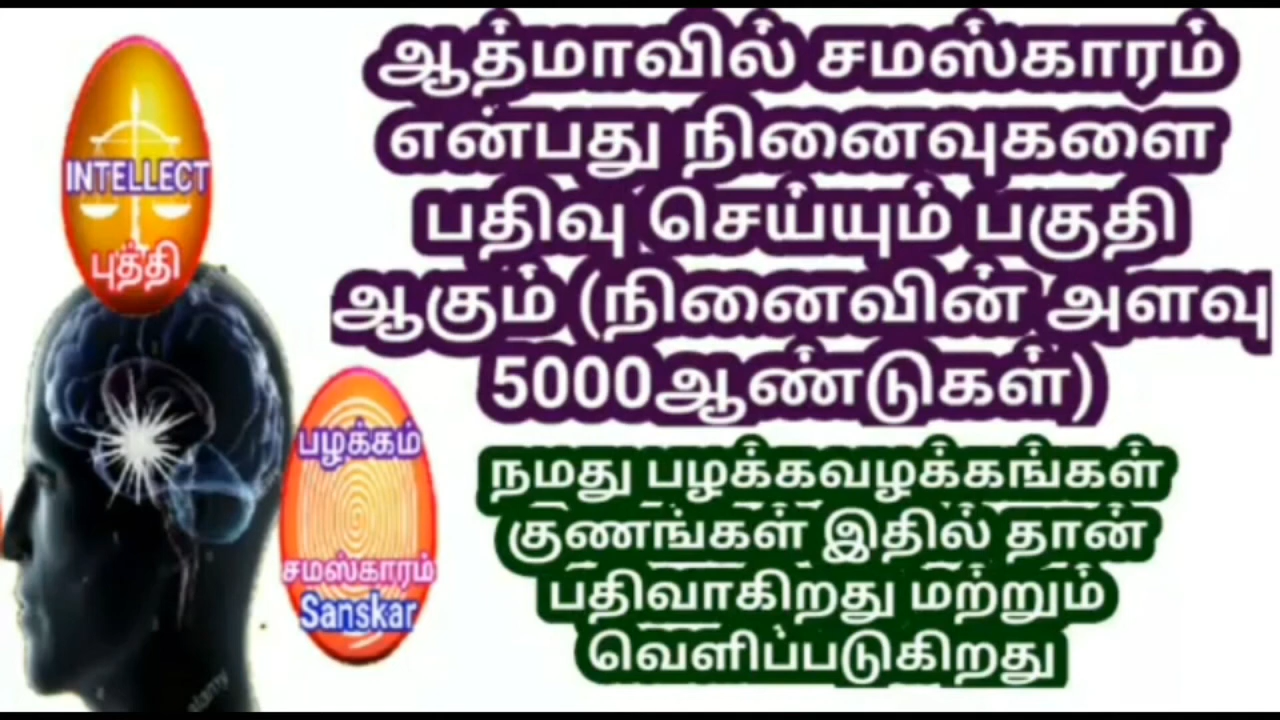 ஆத்மாவில் சமஸ்காரம்
என்பது நினைவுகளை
பதிவு செய்யும் பகுதி
ஆகும் (நினைவின் அளவு
5000ஆண்டுகள்)
நமது பழக்கவழக்கங்கள்
குணங்கள் இதில் தான்
பதிவாகிறது மற்றும்
வெளிப்படுகிறது
INTELLECT
புத்தி
பழக்கம்
சமஸ்காரம்
Sanskar